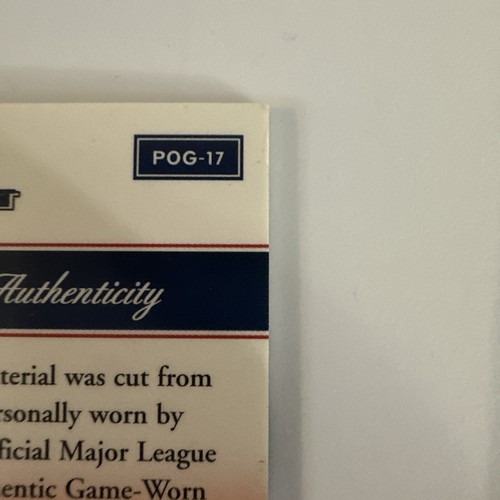 POG-17
Authenticity
terial was cut from
rsonally worn by
ficial Major League
entic Game-Worn